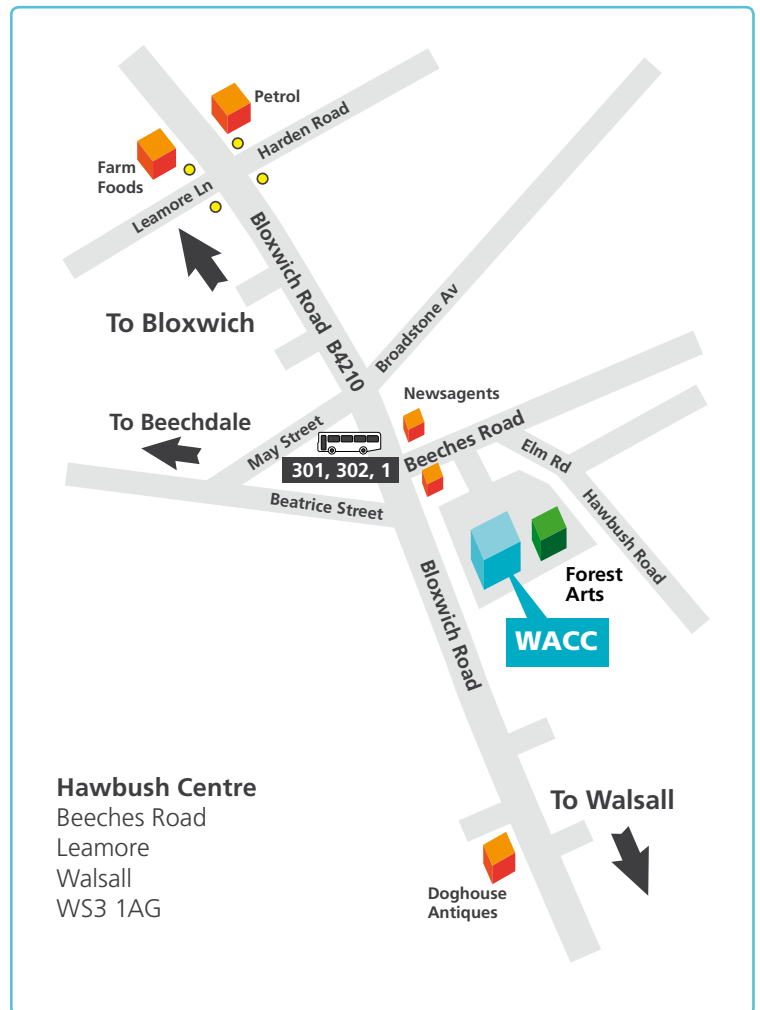 Petrol
Harden Road
Farm
Foods
Leamore Ln
Bloxwich Road B4210
To Bloxwich
Broadstone Av
Newsagents
To Beechdale
May Street
Beeches Road
301, 302, 1
Elm Rd
Beatrice Street
Hawbush Road
Forest
Arts
Bloxwich Road
WACC
Hawbush Centre
Beeches Road
Leamore
Walsall
WS3 1AG
To Walsall
Doghouse
Antiques